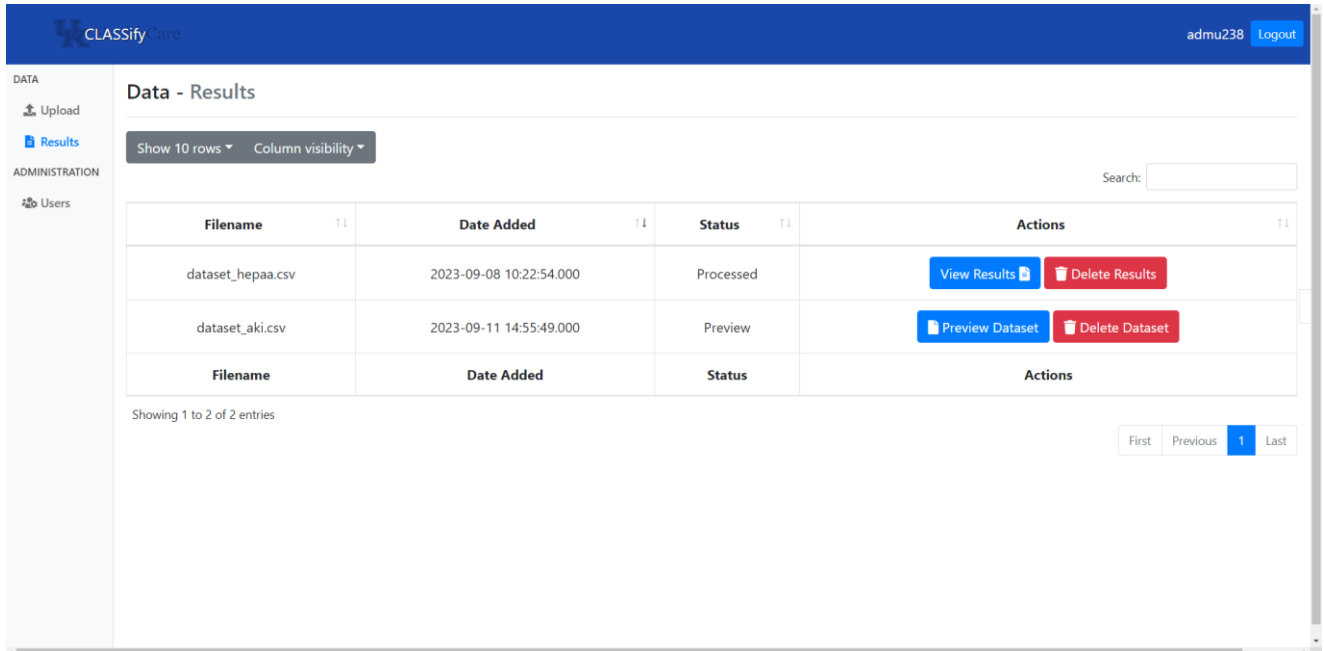 CLASSify Care
admu238 Logout
DATA
Upload
Results
ADMINISTRATION
Users
Data - Results
Show 10 rows Column visibility
Search:
Filename Date Added Status Actions
dataset_hepaa.csv 2023-09-08 10:22:54.000 Processed View Results Delete Results
dataset_aki.csv 2023-09-11 14:55:49.000 Preview Preview Dataset Delete Dataset
Filename Date Added Status Actions
Showing 1 to 2 of 2 entries
First Previous 1 Last